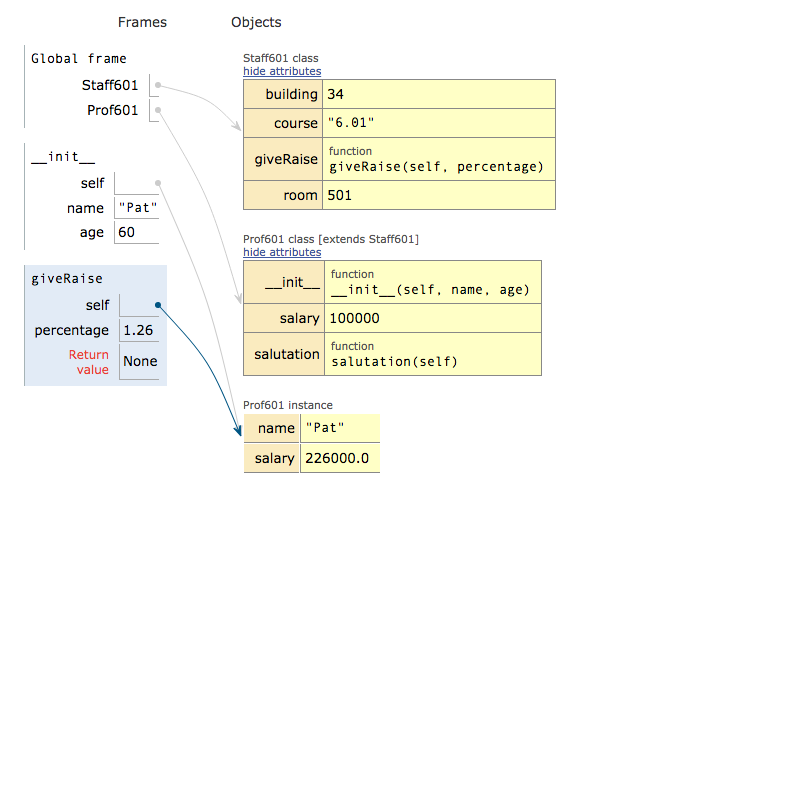 Frames Objects
Global frame
Staff601
Prof601
__init__
self
name "Pat"
age 60
giveRaise
self
percentage 1.26
Return
value None
Staff601 class
hide attributes
building 34
course "6.01"
giveRaise function
giveRaise(self, percentage)
room 501
Prof601 class [extends Staff601]
hide attributes
__init__ function
__init__(self, name, age)
salary 100000
salutation function
salutation(self)
Prof601 instance
name "Pat"
salary 226000.0